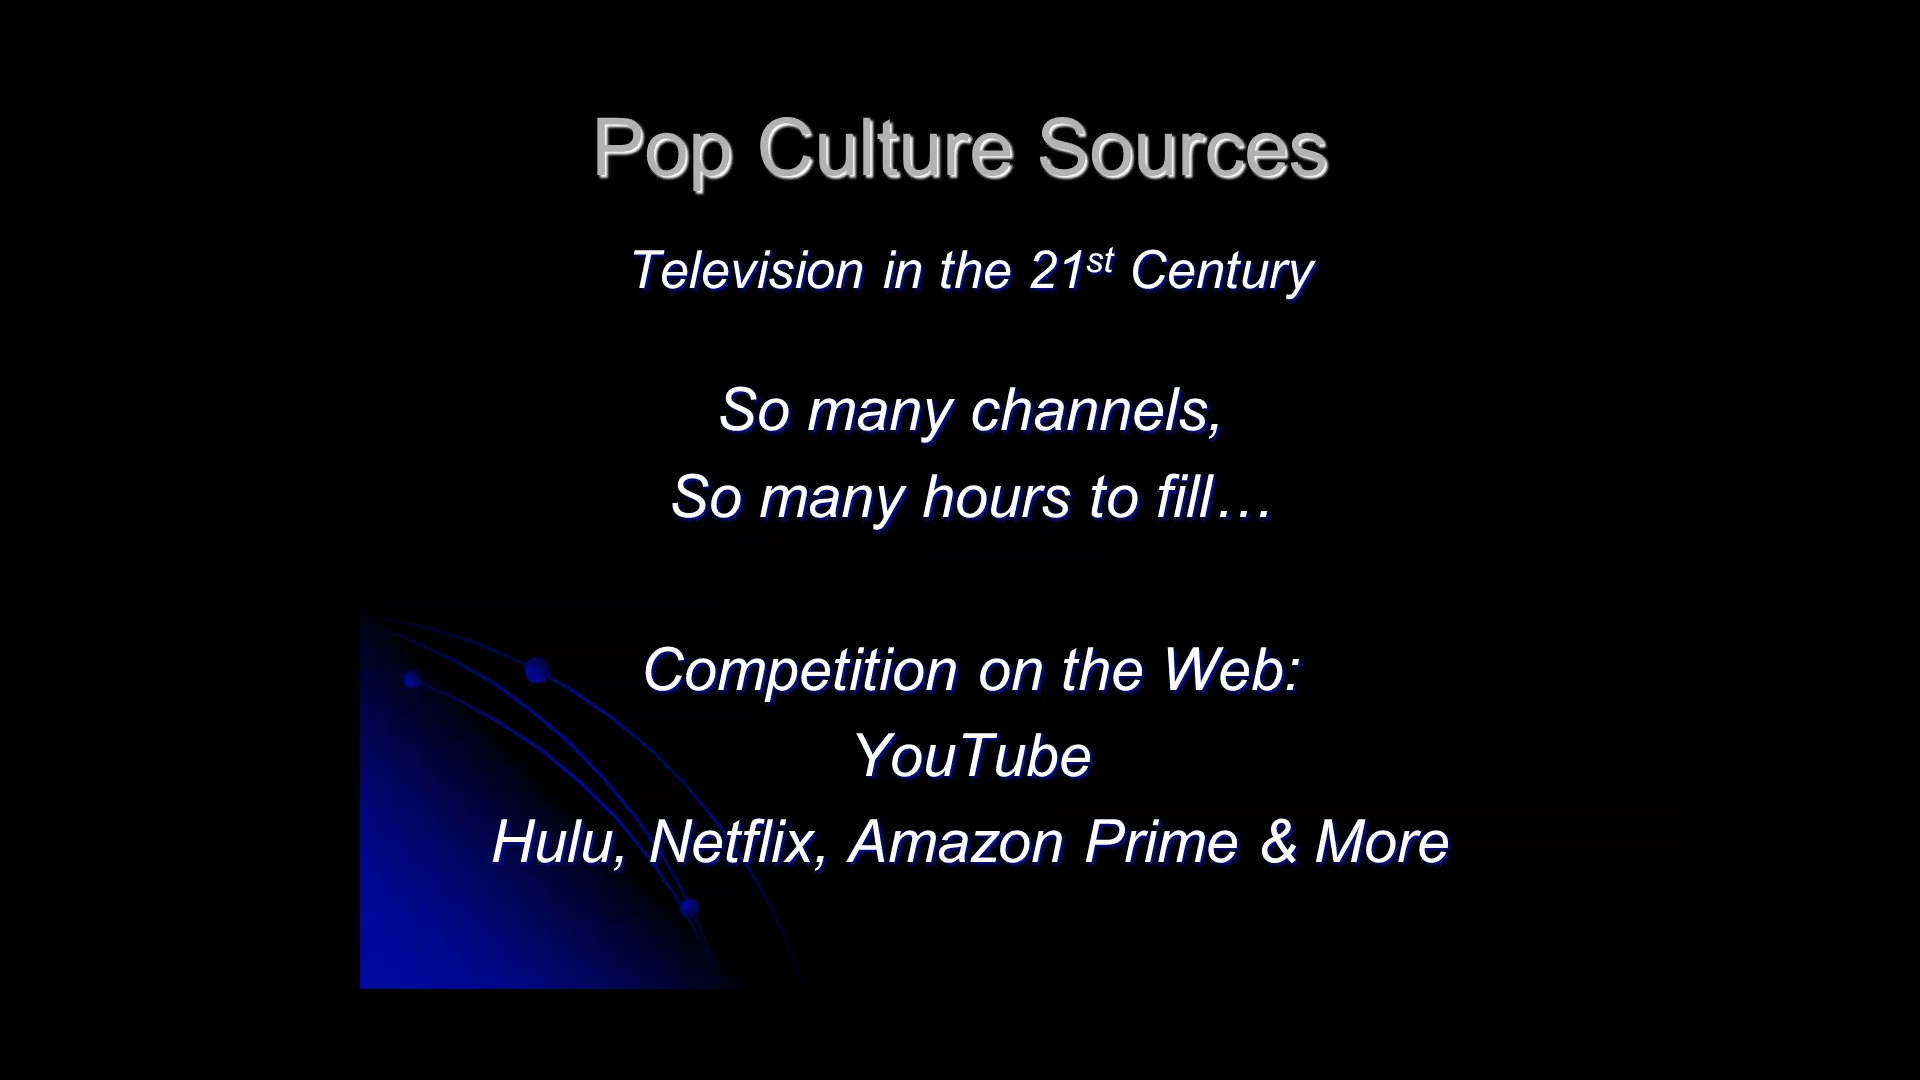 Pop Culture Sources
Television in the 21st Century
So many channels,
So many hours to fill…
Competition on the Web:
YouTube
Hulu, Netflix, Amazon Prime & More